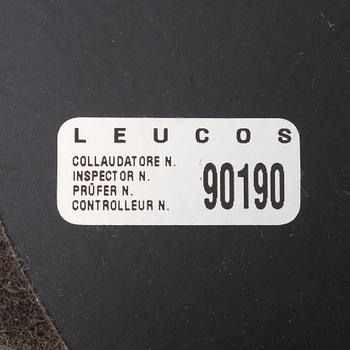 LEUCOS
COLLAUDATORE N.
INSPECTOR N.
PRÜFER N.
CONTROLLEUR N.
90190